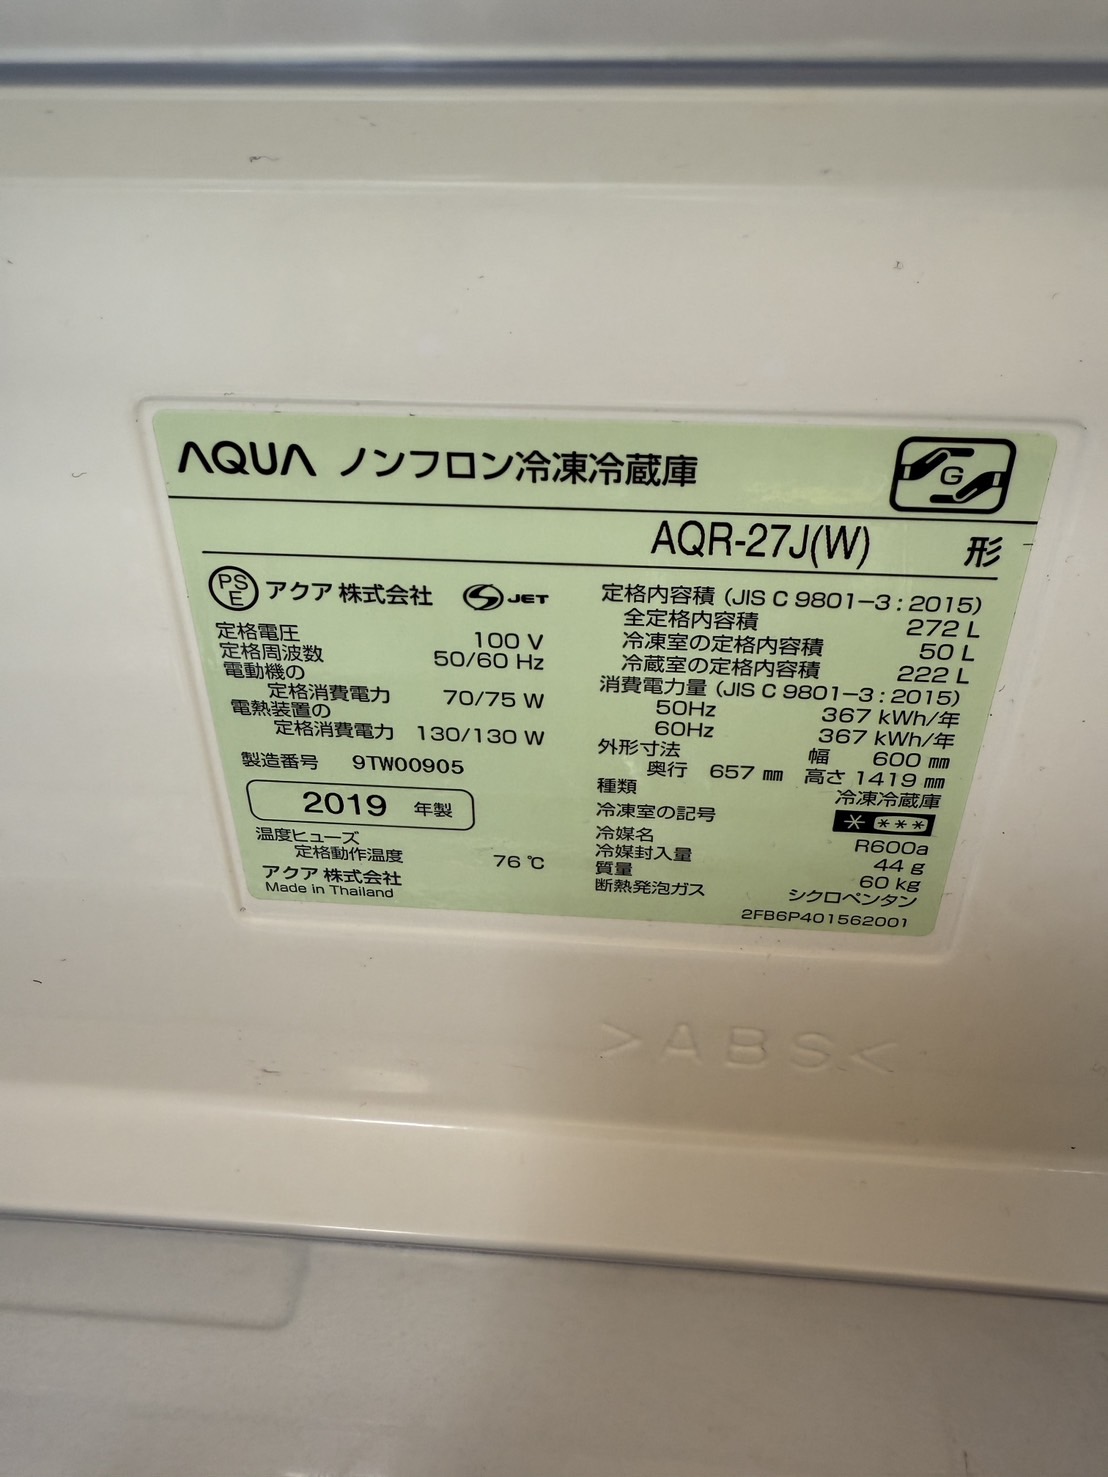 AQUA ノンフロン冷凍冷蔵庫
G
AQR-27J(W) 形
PS
E
アクア 株式会社
S JET
定格電圧 100 V
定格周波数 50/60 Hz
電動機の
定格消費電力 70/75 W
電熱装置の
定格消費電力 130/130 W
製造番号 9TW00905
2019 年製
温度ヒューズ
定格動作温度 76 ℃
アクア 株式会社
Made in Thailand
定格内容積 (JIS C 9801-3 : 2015)
全定格内容積 272 L
冷凍室の定格内容積 50 L
冷蔵室の定格内容積 222 L
消費電力量 (JIS C 9801-3 : 2015)
50Hz 367 kWh/年
60Hz 367 kWh/年
外形寸法 幅 600 ㎜
奥行 657 ㎜ 高さ 1419 ㎜
種類 冷凍冷蔵庫
冷凍室の記号 * ***
冷媒名 R600a
冷媒封入量 44 g
質量 60 kg
断熱発泡ガス シクロペンタン
2FB6P401562001
>ABS<